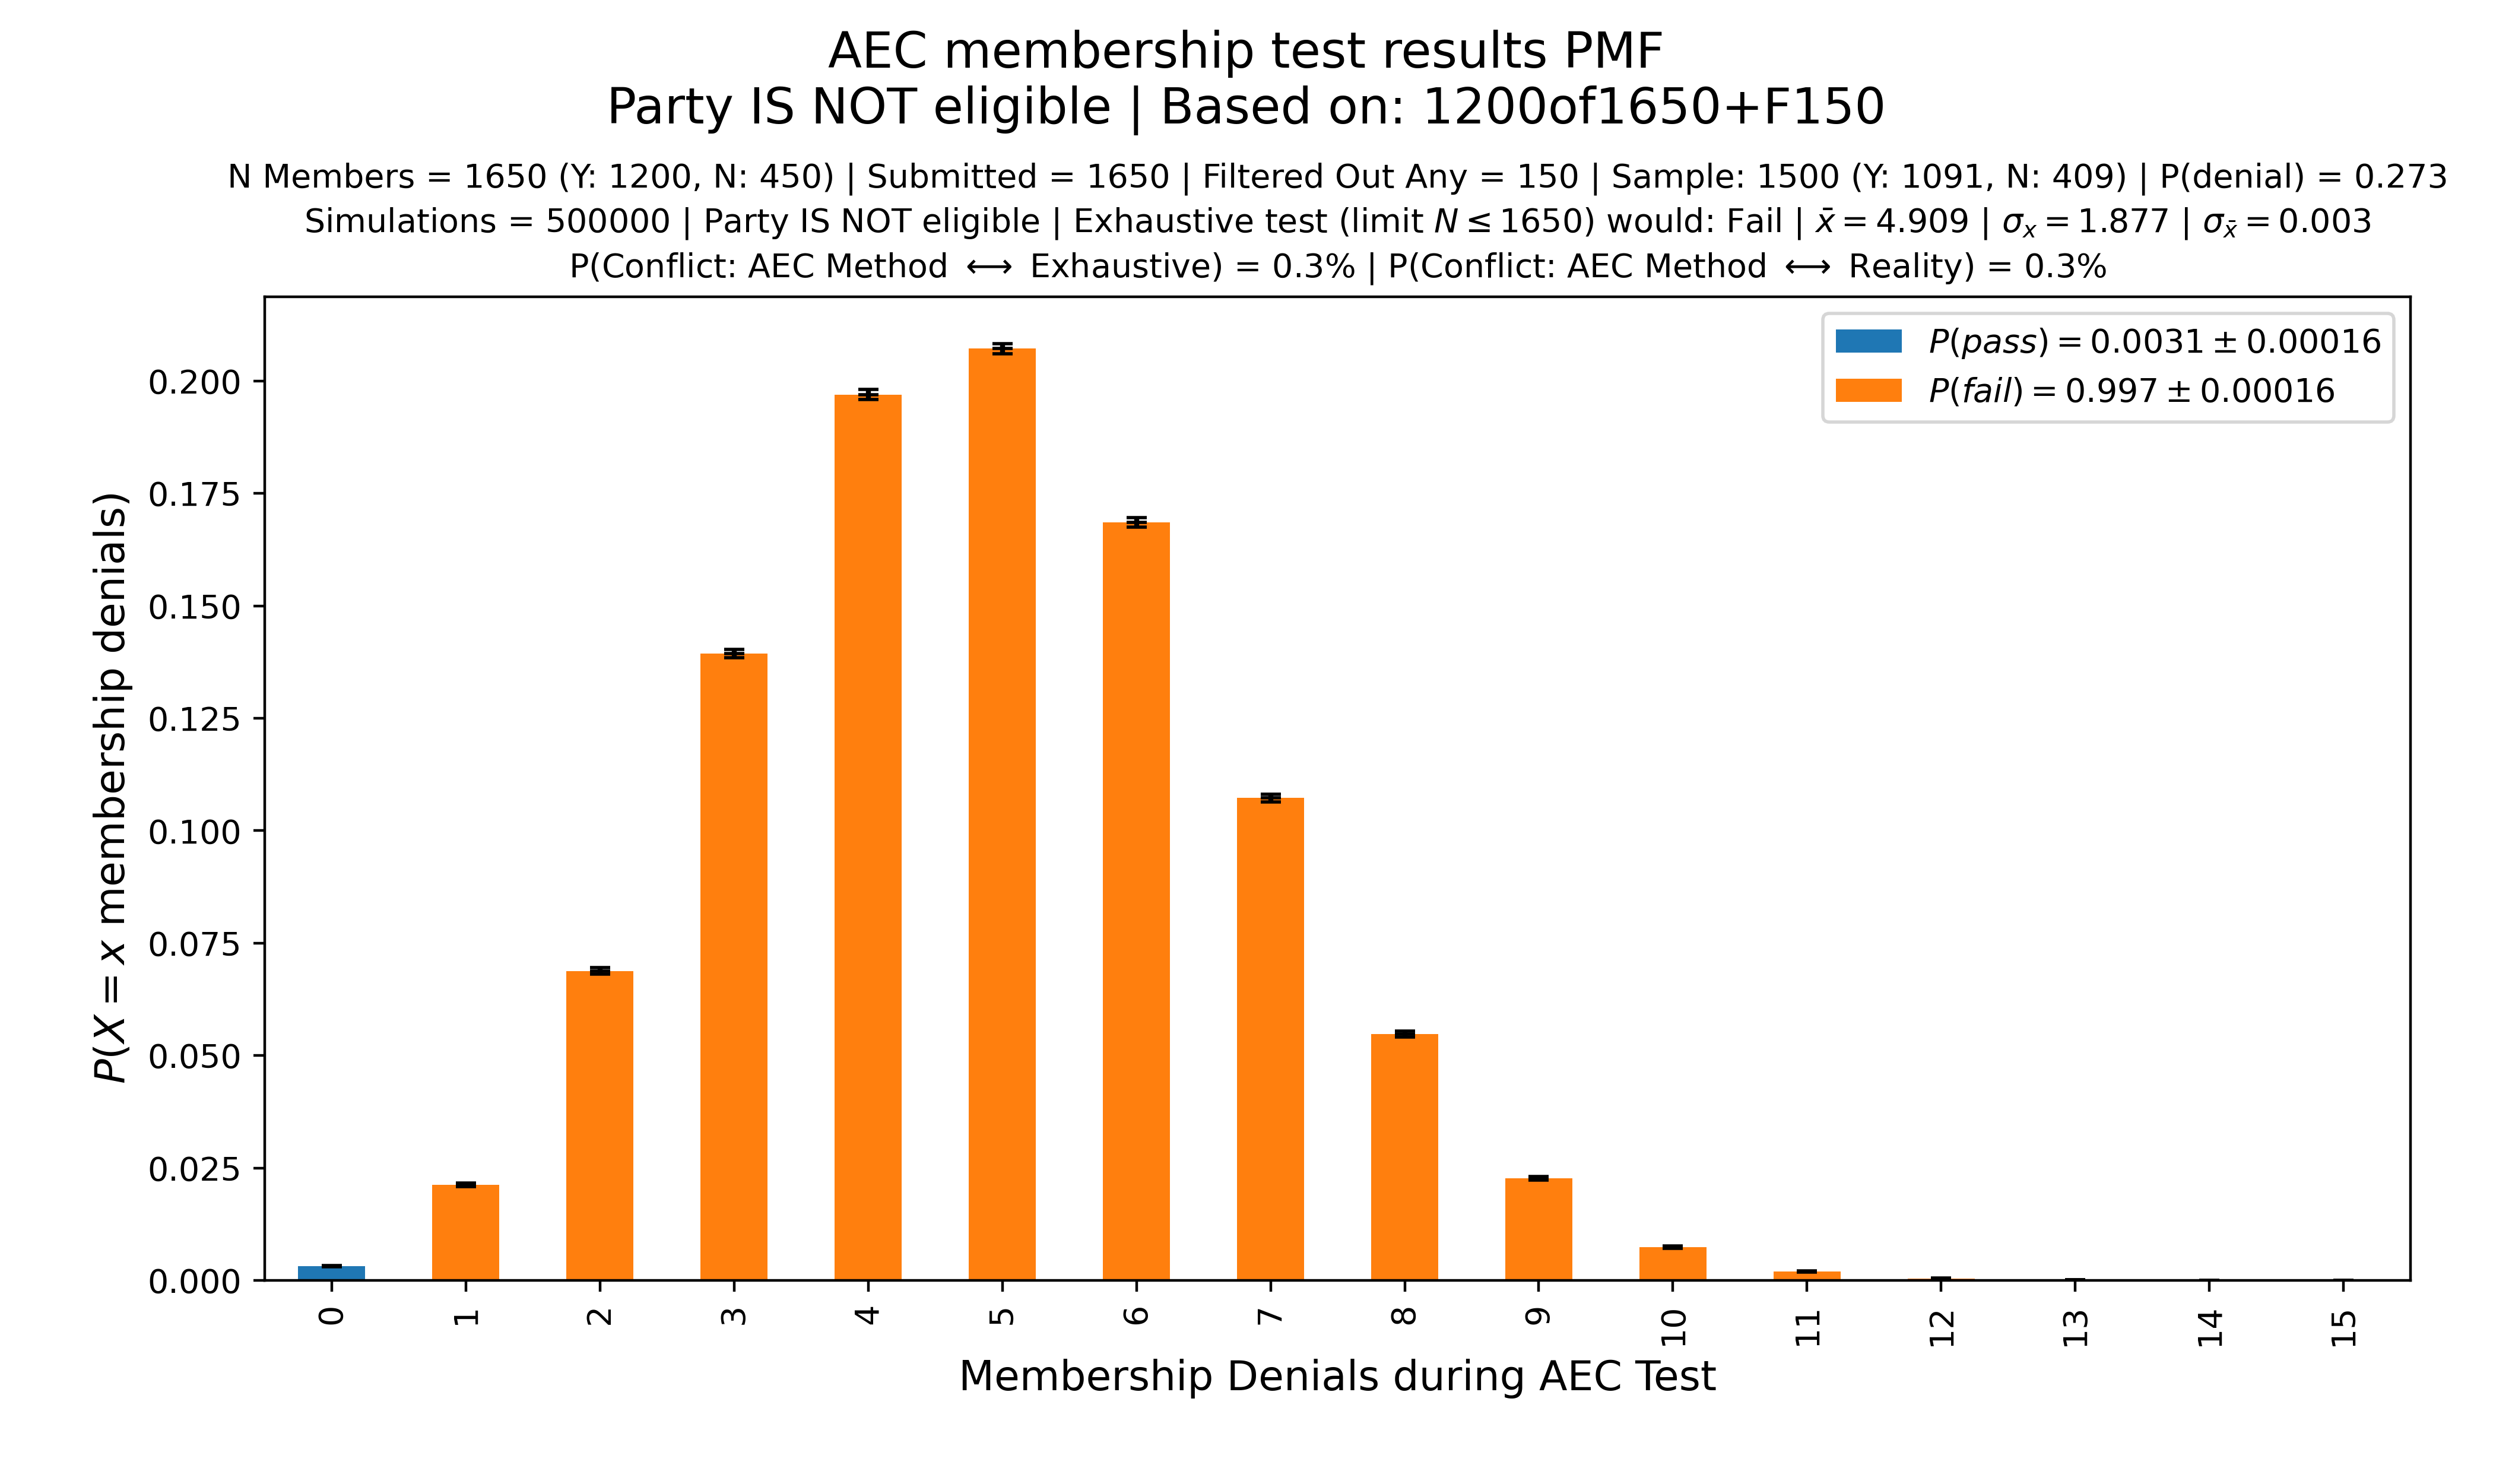 AEC membership test results PMF
Party IS NOT eligible | Based on: 1200of1650+F150
N Members = 1650 (Y: 1200, N: 450) | Submitted = 1650 | Filtered Out Any = 150 | Sample: 1500 (Y: 1091, N: 409) | P(denial) = 0.273
Simulations = 500000 | Party IS NOT eligible | Exhaustive test (limit N ≤ 1650) would: Fail | x̄ = 4.909 | σₓ = 1.877 | σ_x̄ = 0.003
P(Conflict: AEC Method ⟷ Exhaustive) = 0.3% | P(Conflict: AEC Method ⟷ Reality) = 0.3%
P(pass) = 0.0031 ± 0.00016
P(fail) = 0.997 ± 0.00016
P(X = x membership denials)
0.200
0.175
0.150
0.125
0.100
0.075
0.050
0.025
0.000
0 1 2 3 4 5 6 7 8 9 10 11 12 13 14 15
Membership Denials during AEC Test